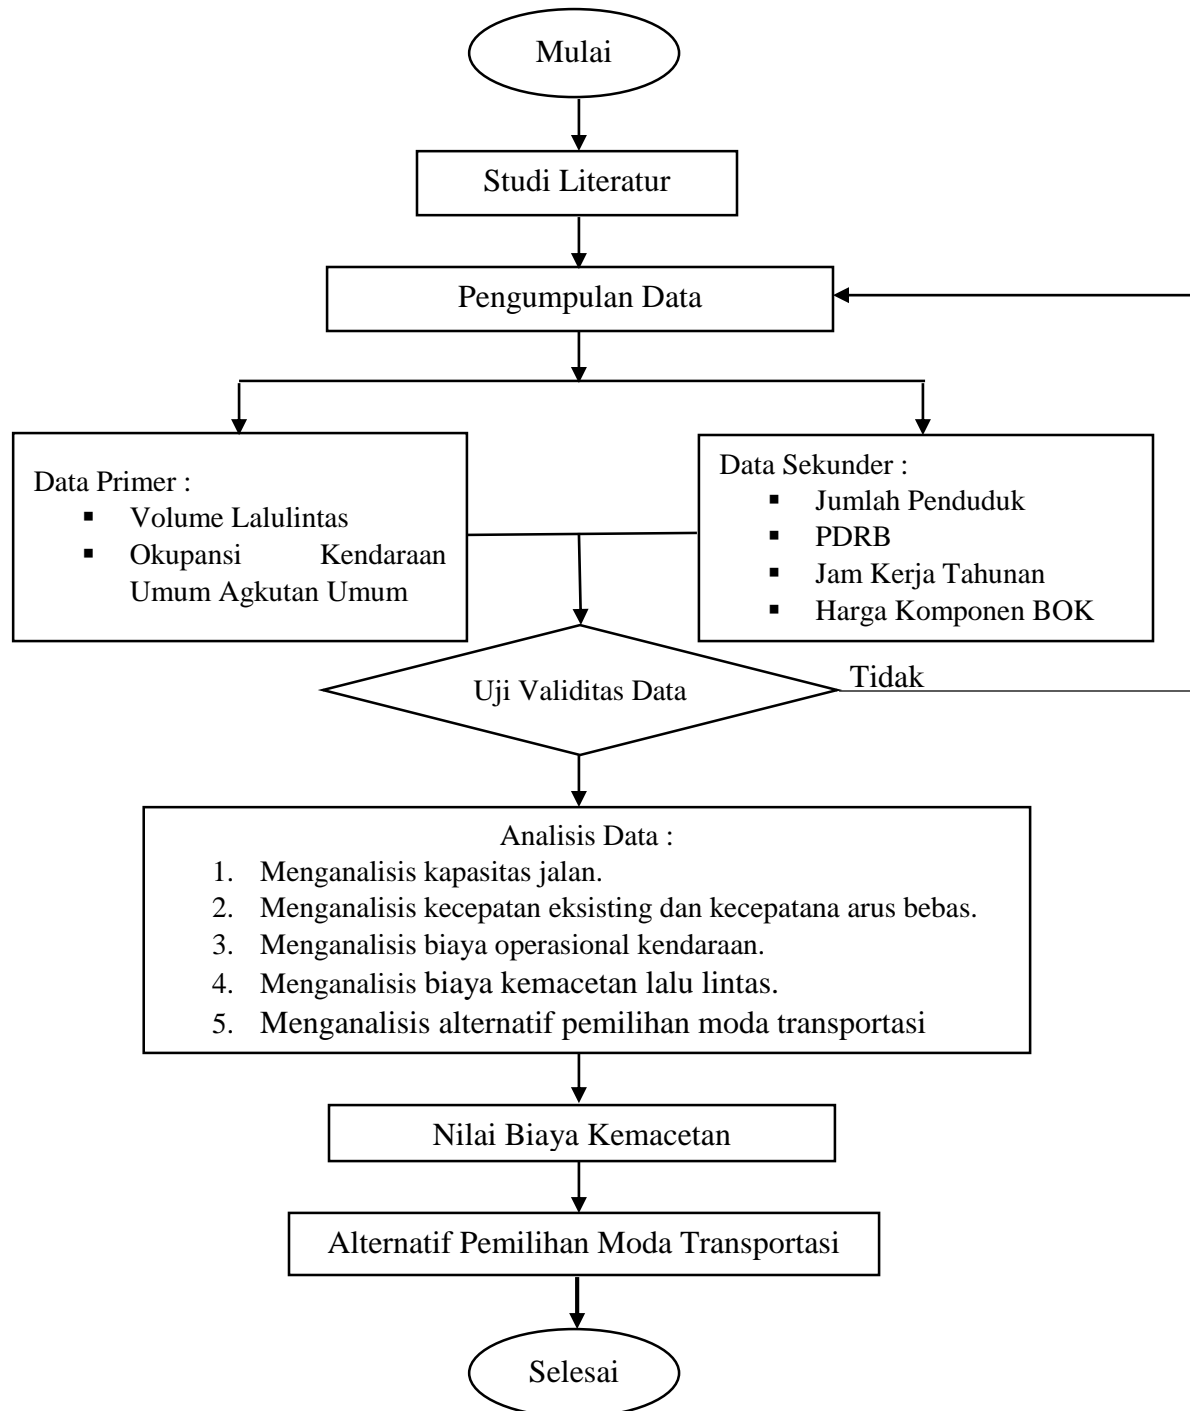 Mulai
Studi Literatur
Pengumpulan Data
Data Primer :
▪ Volume Lalulintas
▪ Okupansi Kendaraan
Umum Agkutan Umum
Data Sekunder :
▪ Jumlah Penduduk
▪ PDRB
▪ Jam Kerja Tahunan
▪ Harga Komponen BOK
Uji Validitas Data
Tidak
Analisis Data :
1. Menganalisis kapasitas jalan.
2. Menganalisis kecepatan eksisting dan kecepatana arus bebas.
3. Menganalisis biaya operasional kendaraan.
4. Menganalisis biaya kemacetan lalu lintas.
5. Menganalisis alternatif pemilihan moda transportasi
Nilai Biaya Kemacetan
Alternatif Pemilihan Moda Transportasi
Selesai